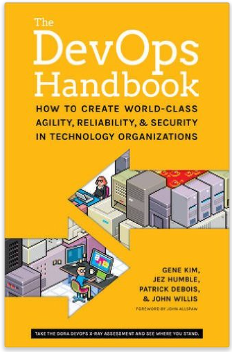 The
DevOps
Handbook
HOW TO CREATE WORLD-CLASS
AGILITY, RELIABILITY, & SECURITY
IN TECHNOLOGY ORGANIZATIONS
GENE KIM,
JEZ HUMBLE,
PATRICK DEBOIS,
& JOHN WILLIS
FOREWORD BY JOHN ALLSPAW
TAKE THE DORA DEVOPS X-RAY ASSESSMENT AND SEE WHERE YOU STAND.